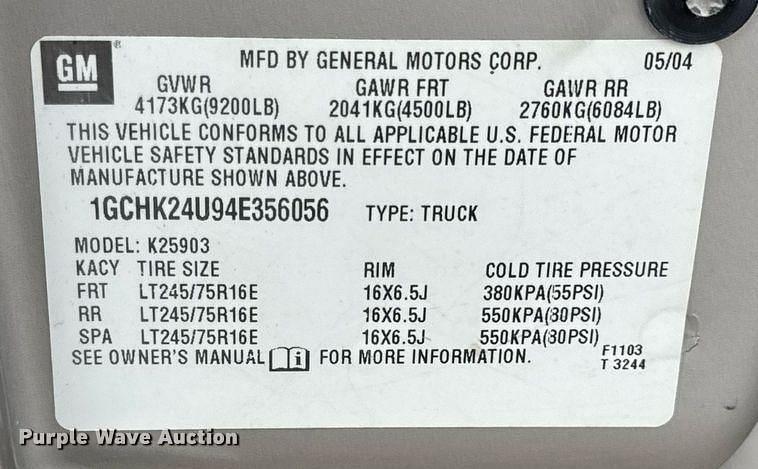 GM ®
MFD BY GENERAL MOTORS CORP. 05/04
GVWR GAWR FRT GAWR RR
4173KG(9200LB) 2041KG(4500LB) 2760KG(6084LB)
THIS VEHICLE CONFORMS TO ALL APPLICABLE U.S. FEDERAL MOTOR
VEHICLE SAFETY STANDARDS IN EFFECT ON THE DATE OF
MANUFACTURE SHOWN ABOVE.
1GCHK24U94E356056 TYPE: TRUCK
MODEL: K25903
KACY TIRE SIZE RIM COLD TIRE PRESSURE
FRT LT245/75R16E 16X6.5J 380KPA(55PSI)
RR LT245/75R16E 16X6.5J 550KPA(80PSI)
SPA LT245/75R16E 16X6.5J 550KPA(80PSI)
SEE OWNER'S MANUAL i FOR MORE INFORMATION.
F1103
T 3244
Purple Wave Auction